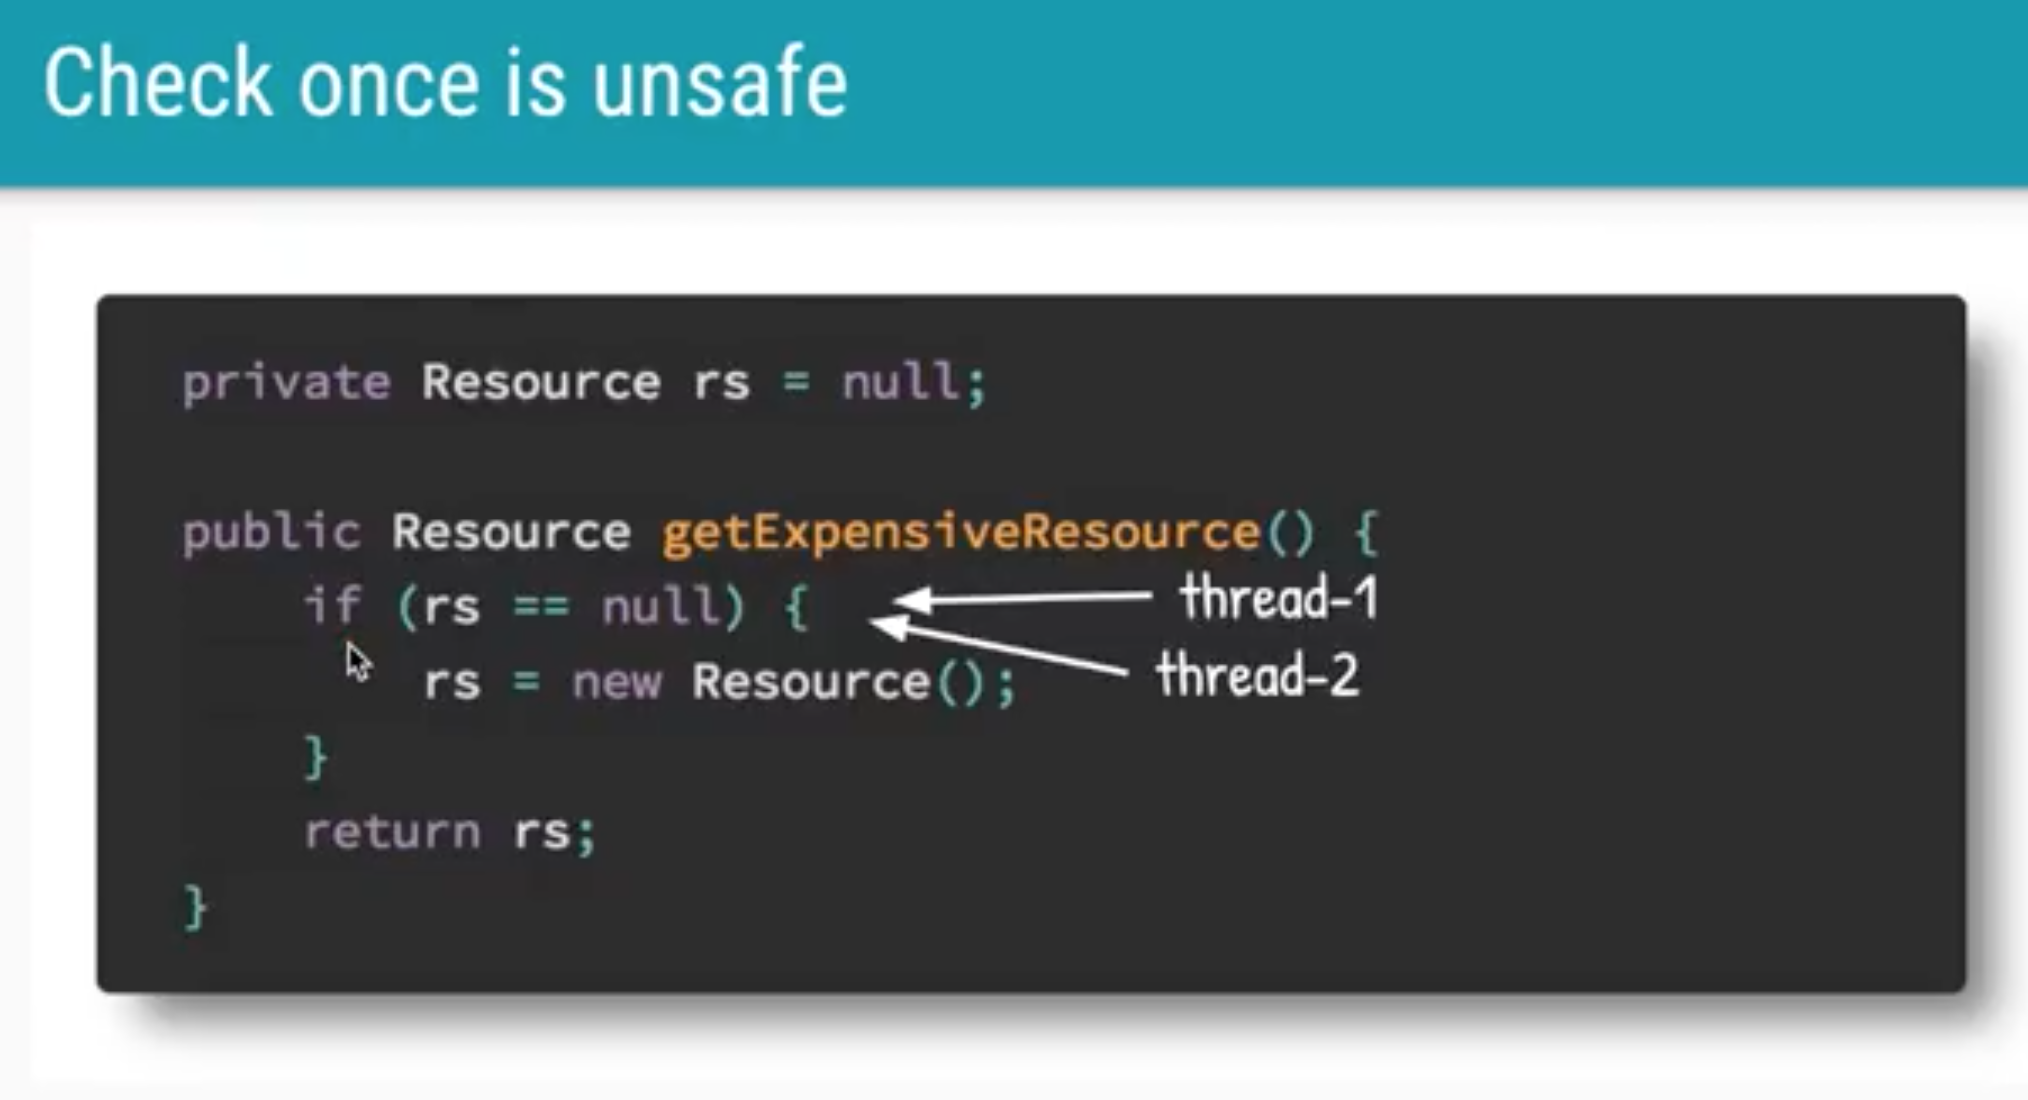 Check once is unsafe
private Resource rs = null;
public Resource getExpensiveResource() {
if (rs == null) {
thread-1
rs = new Resource();
thread-2
}
return rs;
}